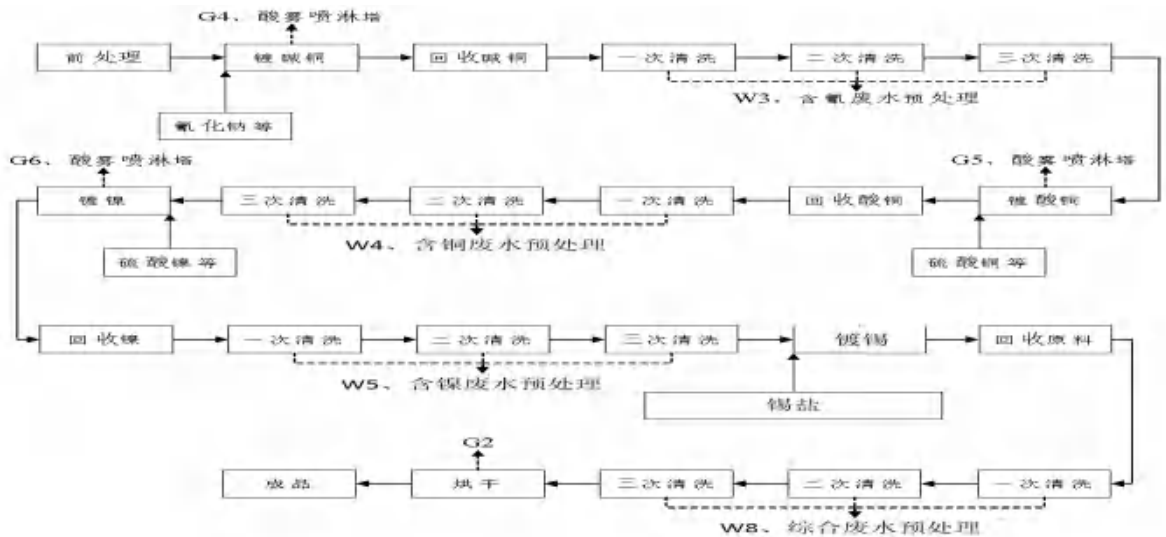 G4、酸雾喷淋塔
前处理
镀碱铜
回收碱铜
一次清洗
二次清洗
三次清洗
W3、含氰废水预处理
氰化钠等
G6、酸雾喷淋塔
G5、酸雾喷淋塔
镀镍
三次清洗
二次清洗
一次清洗
回收酸铜
镀酸铜
W4、含铜废水预处理
硫酸镍等
硫酸铜等
回收镍
一次清洗
二次清洗
三次清洗
镀锡
回收原料
W5、含镍废水预处理
锡盐
G2
成品
烘干
三次清洗
二次清洗
一次清洗
W8、综合废水预处理